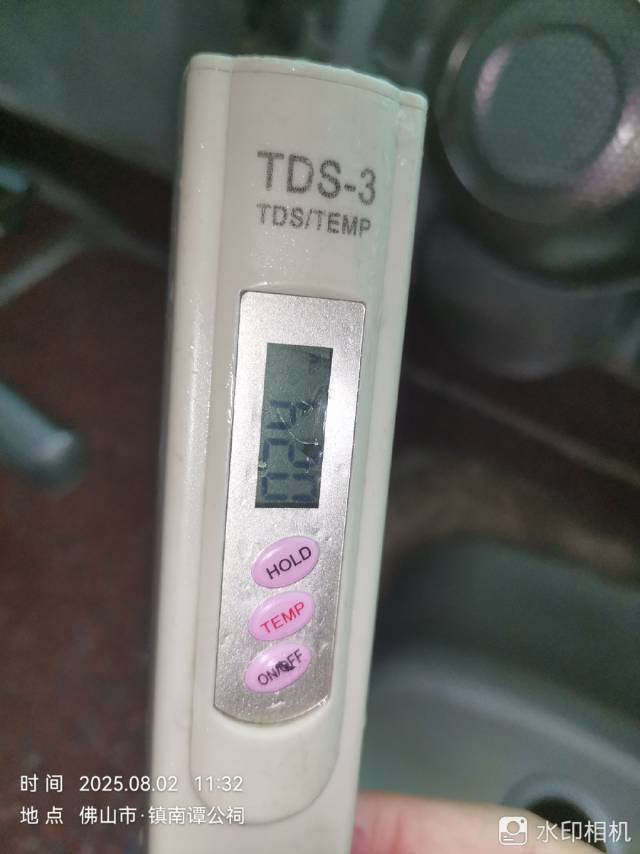 TDS-3
TDS/TEMP
024
HOLD
TEMP
ON/OFF
时间 2025.08.02 11:32
地点 佛山市·镇南谭公祠
水印相机